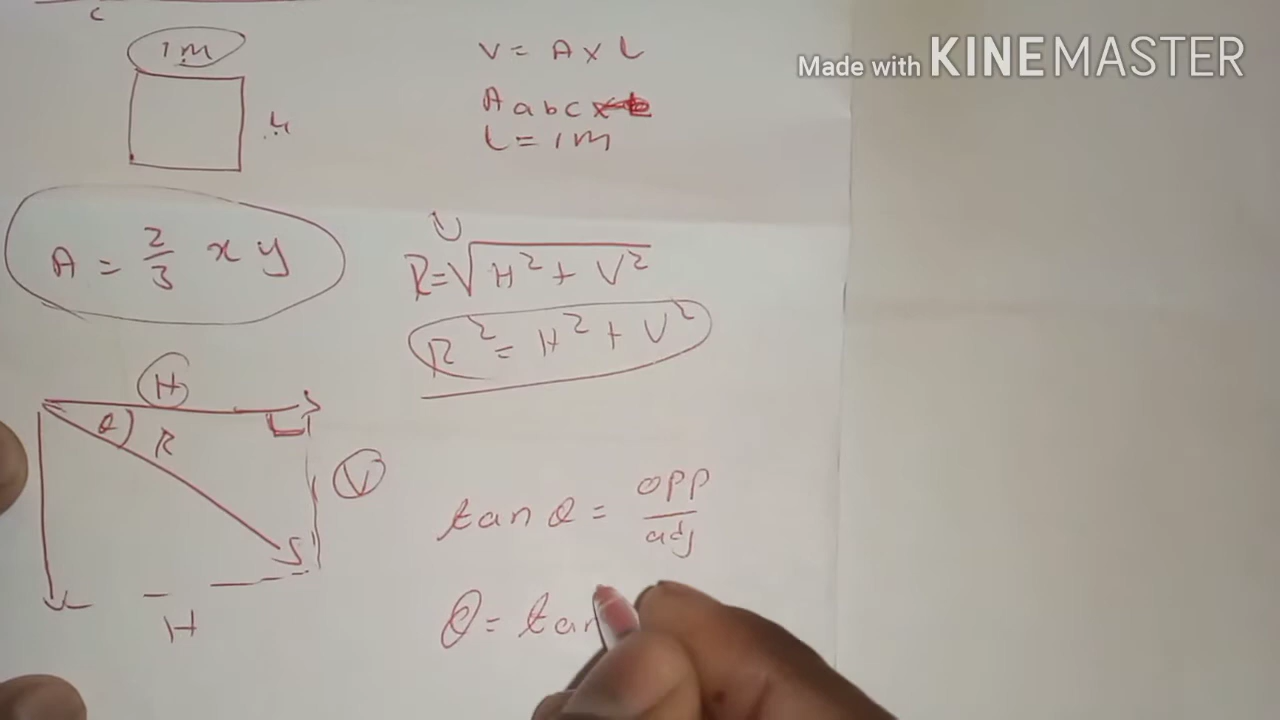 c
1m
V = A x L
Made with KINEMASTER
A abc
L = 1m
A = 2/3 x y
R = √H² + V²
R² = H² + V²
H
θ
R
V
tan θ = opp/adj
H
θ = tan